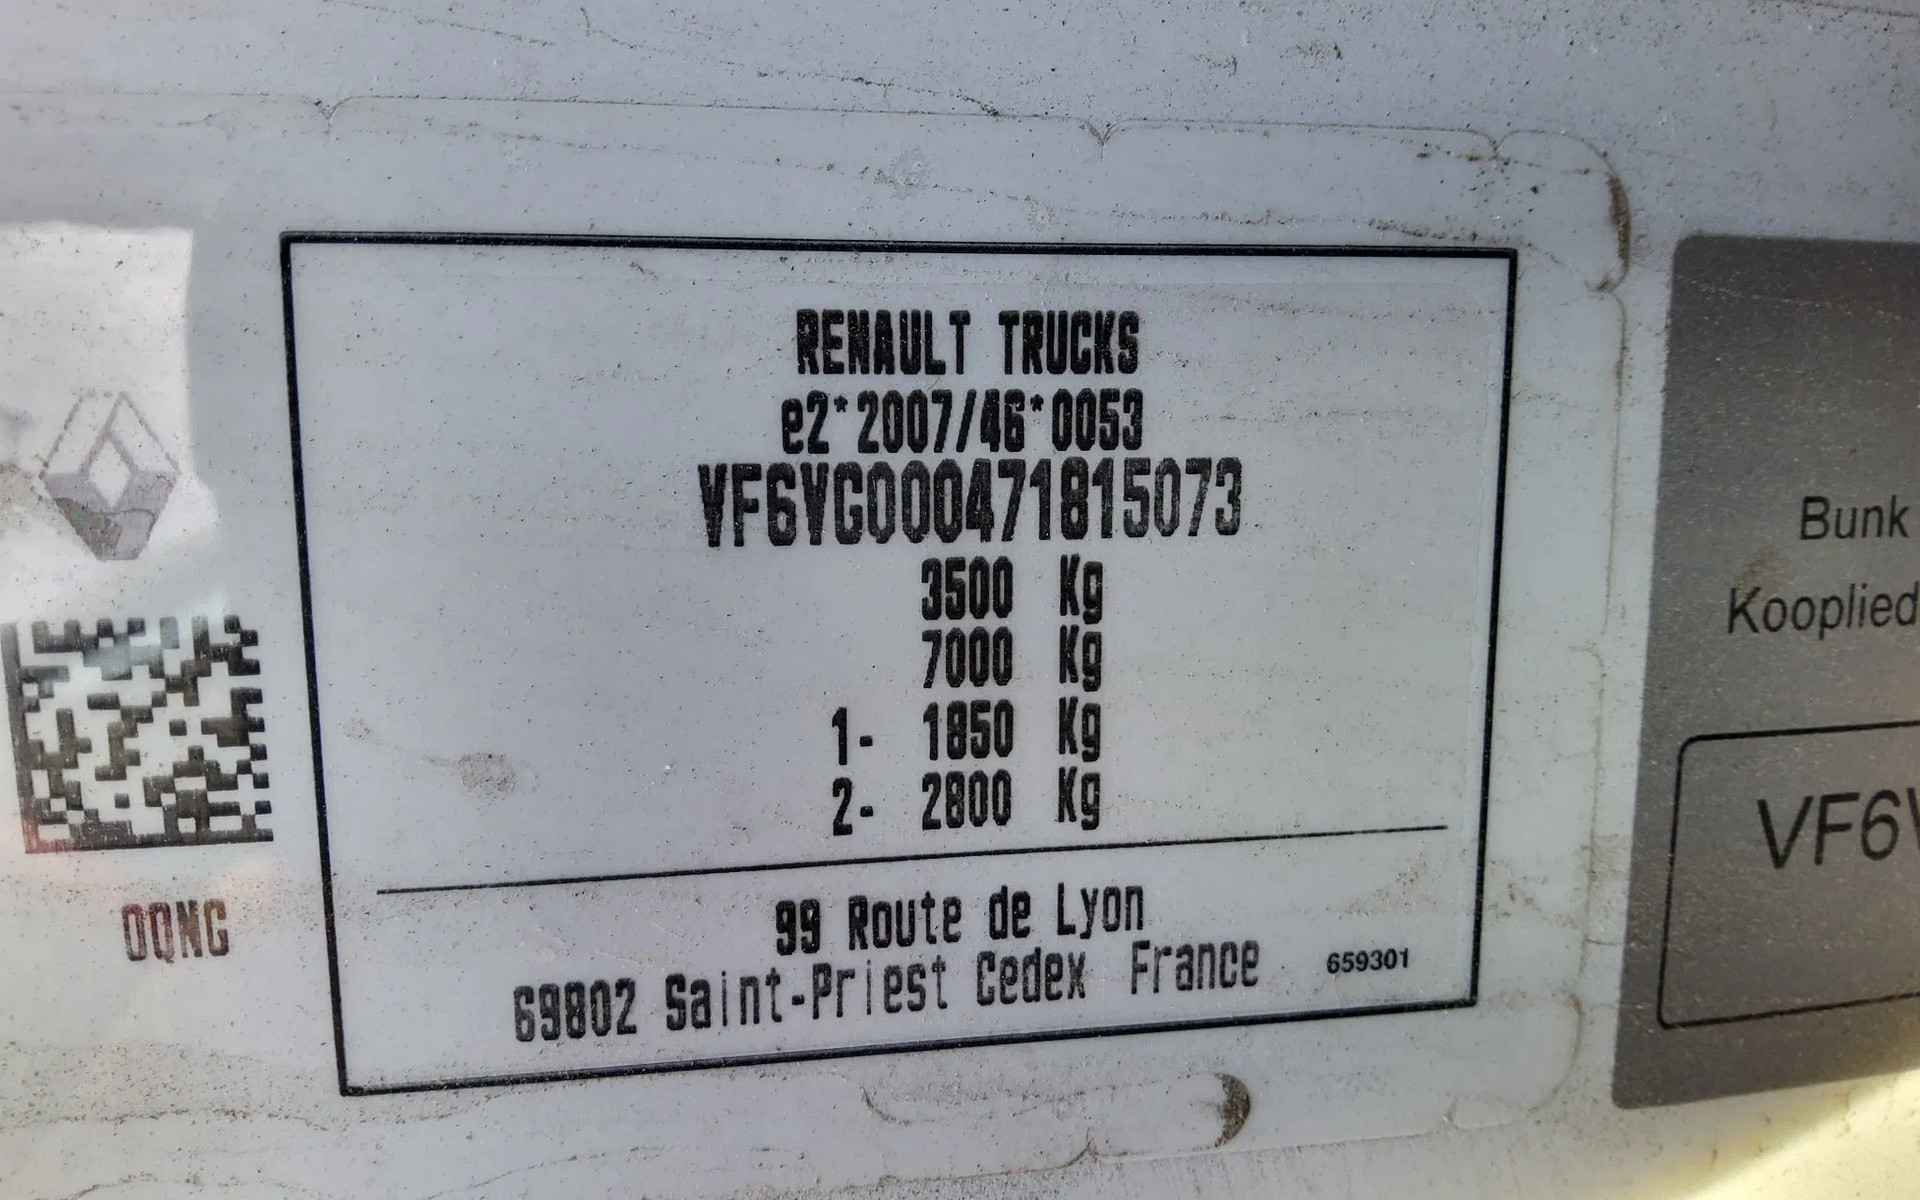 RENAULT TRUCKS
e2*2007/46*0053
VF6VG000471815073
3500 Kg
7000 Kg
1- 1850 Kg
2- 2800 Kg
99 Route de Lyon
69802 Saint-Priest Cedex France
659301
OQNG
Bunk
Kooplied
VF6V